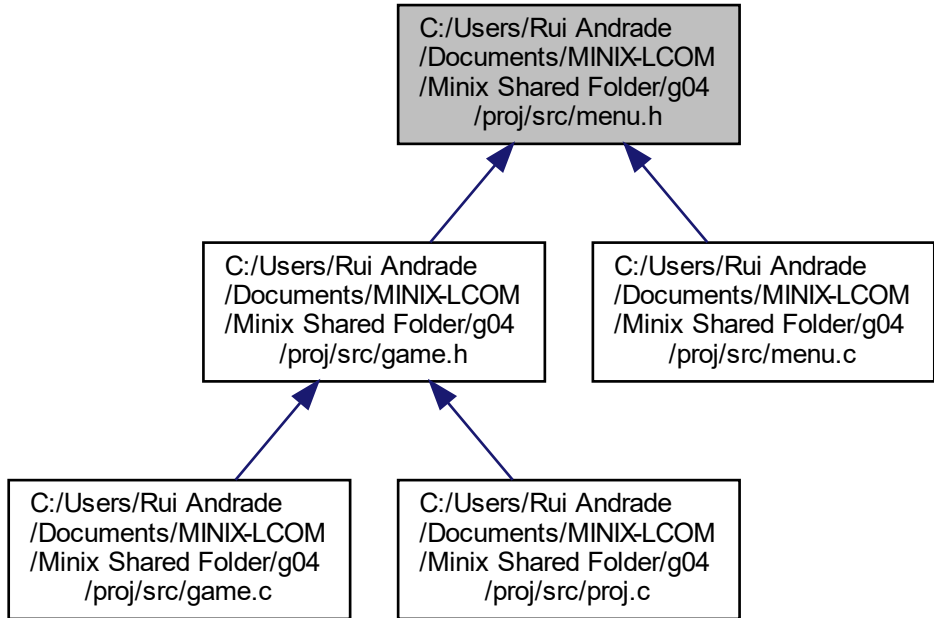 C:/Users/Rui Andrade
/Documents/MINIX-LCOM
/Minix Shared Folder/g04
/proj/src/menu.h
C:/Users/Rui Andrade
/Documents/MINIX-LCOM
/Minix Shared Folder/g04
/proj/src/game.h
C:/Users/Rui Andrade
/Documents/MINIX-LCOM
/Minix Shared Folder/g04
/proj/src/menu.c
C:/Users/Rui Andrade
/Documents/MINIX-LCOM
/Minix Shared Folder/g04
/proj/src/game.c
C:/Users/Rui Andrade
/Documents/MINIX-LCOM
/Minix Shared Folder/g04
/proj/src/proj.c